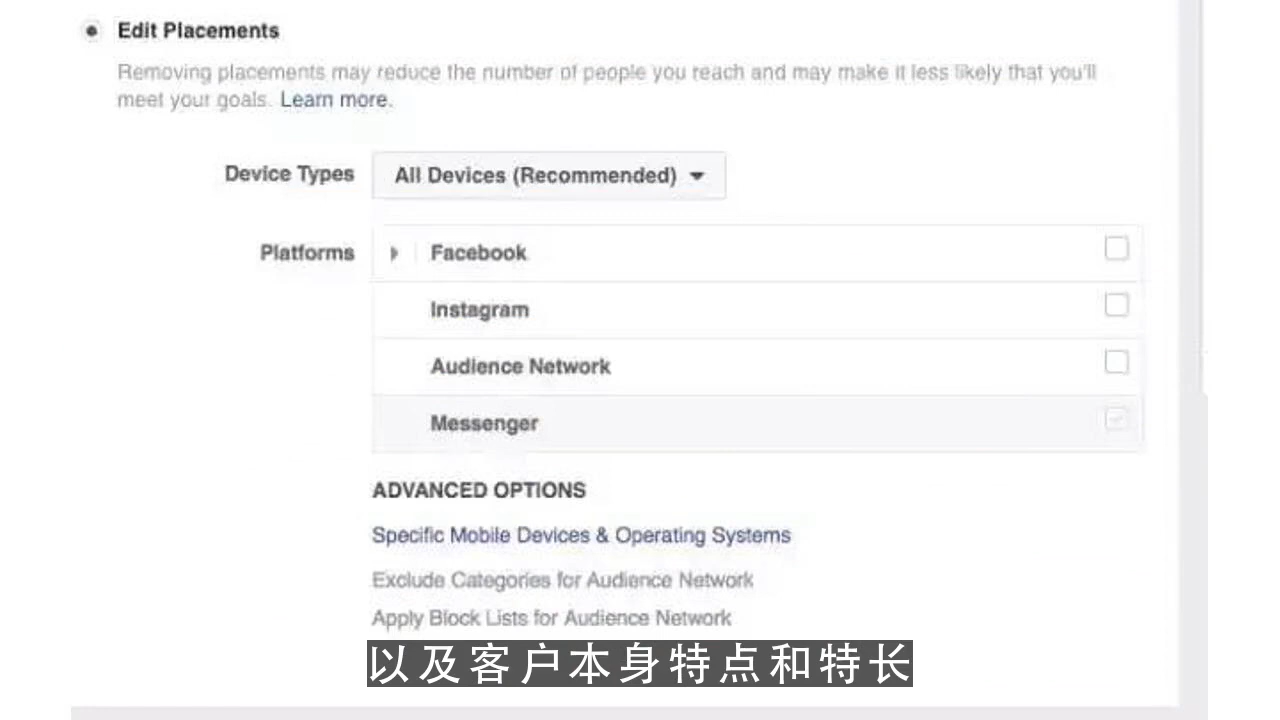 Edit Placements
Removing placements may reduce the number of people you reach and may make it less likely that you'll
meet your goals. Learn more.
Device Types
All Devices (Recommended)
Platforms
Facebook
Instagram
Audience Network
Messenger
ADVANCED OPTIONS
Specific Mobile Devices & Operating Systems
Exclude Categories for Audience Network
Apply Block Lists for Audience Network
以及客户本身特点和特长